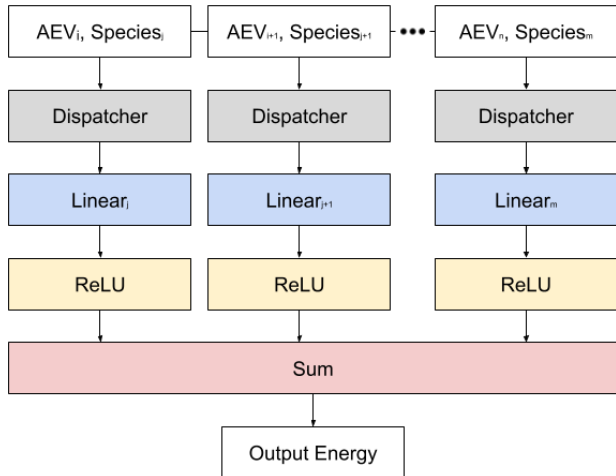 AEVᵢ, Speciesⱼ
AEVᵢ₊₁, Speciesⱼ₊₁
•••
AEVₙ, Speciesₘ
Dispatcher
Dispatcher
Dispatcher
Linearⱼ
Linearⱼ₊₁
Linearₘ
ReLU
ReLU
ReLU
Sum
Output Energy